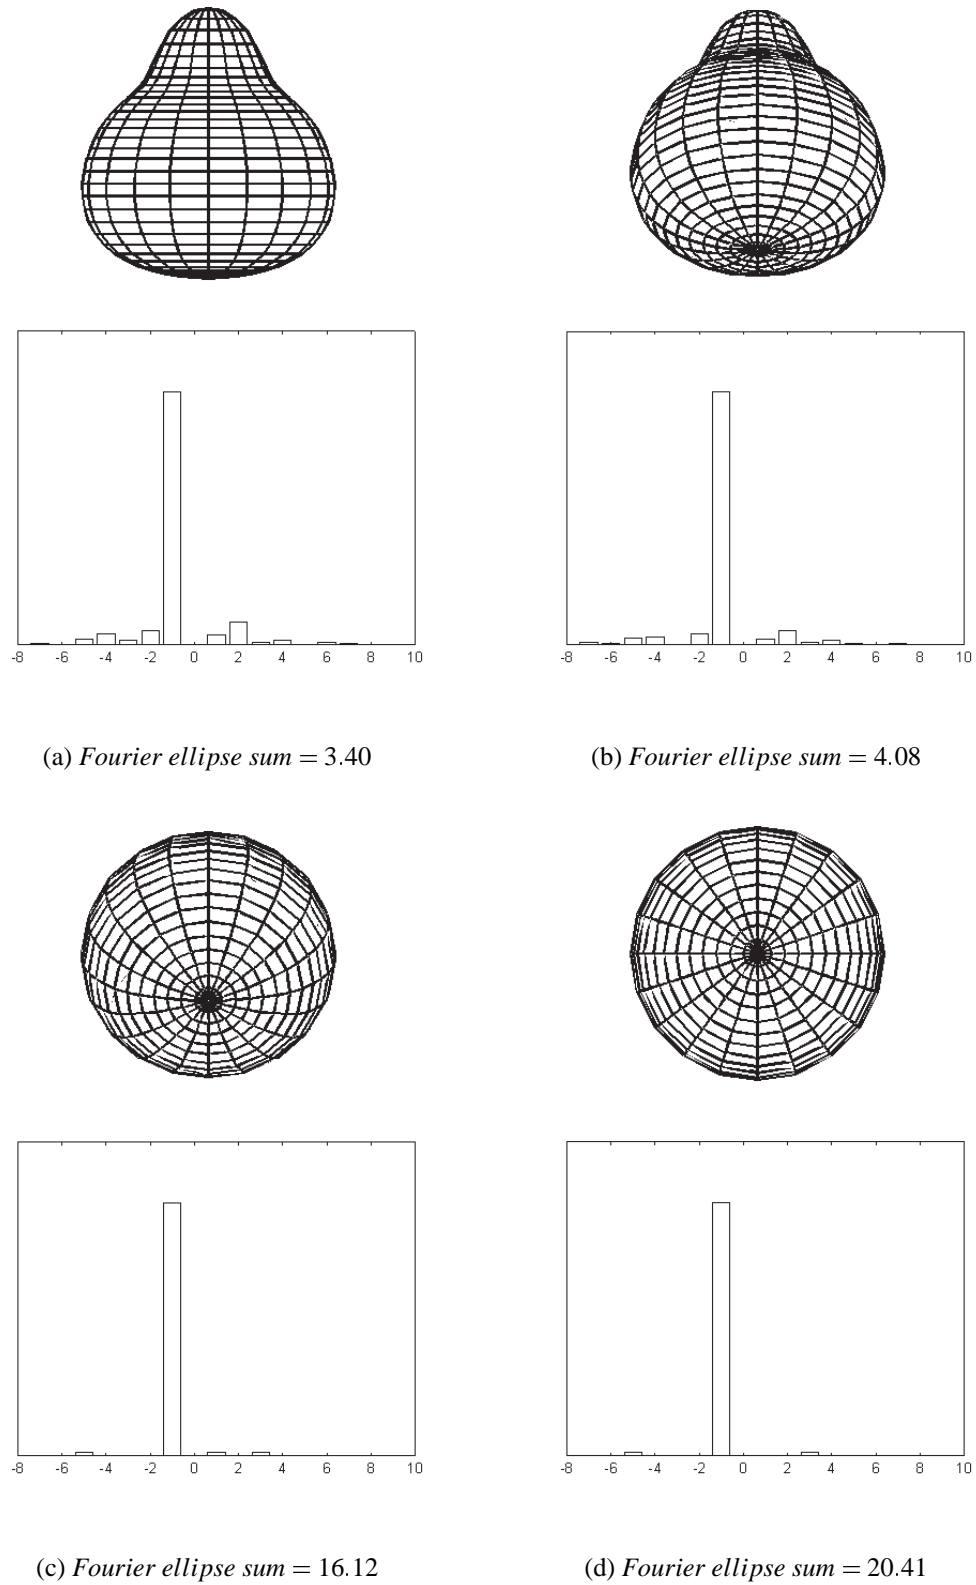 -8 -6 -4 -2 0 2 4 6 8 10
-8 -6 -4 -2 0 2 4 6 8 10
(a) Fourier ellipse sum = 3.40
(b) Fourier ellipse sum = 4.08
-8 -6 -4 -2 0 2 4 6 8 10
-8 -6 -4 -2 0 2 4 6 8 10
(c) Fourier ellipse sum = 16.12
(d) Fourier ellipse sum = 20.41